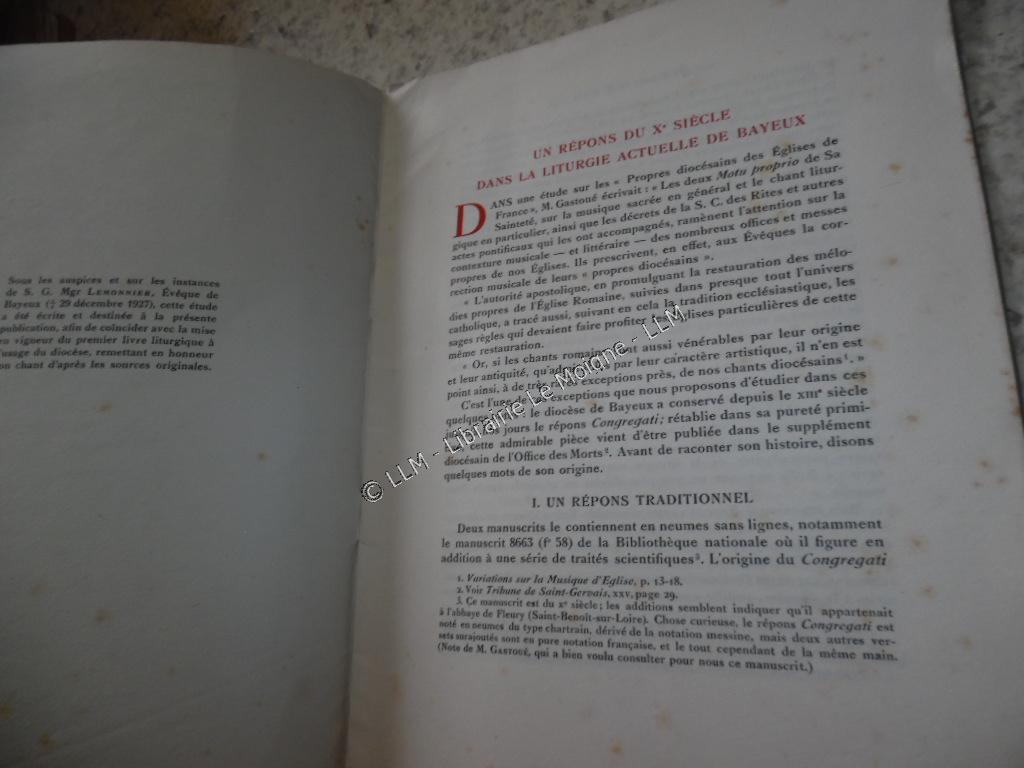 Sous les auspices et sur les instances
de S. G. Mgr LEMONNIER, Évêque de
Bayeux († 29 décembre 1927), cette étude
a été écrite et destinée à la présente
publication, afin de coïncider avec la mise
en vigueur du premier livre liturgique à
l'usage du diocèse, remettant en honneur
son chant d'après les sources originales.
UN RÉPONS DU Xe SIÈCLE
DANS LA LITURGIE ACTUELLE DE BAYEUX
DANS une étude sur les « Propres diocésains des Églises de
France », M. Gastoué écrivait : « Les deux Motu proprio de Sa
Sainteté, sur la musique sacrée en général et le chant litur-
gique en particulier, ainsi que les décrets de la S. C. des Rites et autres
actes pontificaux qui les ont accompagnés, ramènent l'attention sur la
contexture musicale — et littéraire — des nombreux offices et messes
propres de nos Églises. Ils prescrivent, en effet, aux Évêques la cor-
rection musicale de leurs « propres diocésains ».
« L'autorité apostolique, en promulguant la restauration des mélo-
dies propres de l'Église Romaine, suivies dans presque tout l'univers
catholique, a tracé aussi, suivant en cela la tradition ecclésiastique, les
sages règles qui devaient faire profiter les Églises particulières de cette
même restauration.
« Or, si les chants romains sont aussi vénérables par leur origine
et leur antiquité, qu'admirables par leur caractère artistique, il n'en est
point ainsi, à de très rares exceptions près, de nos chants diocésains1. »
C'est l'une de ces exceptions que nous proposons d'étudier dans ces
quelques : le diocèse de Bayeux a conservé depuis le XIIIe siècle
jours le répons Congregati ; rétablie dans sa pureté primi-
cette admirable pièce vient d'être publiée dans le supplément
diocésain de l'Office des Morts2. Avant de raconter son histoire, disons
quelques mots de son origine.
I. UN RÉPONS TRADITIONNEL
Deux manuscrits le contiennent en neumes sans lignes, notamment
le manuscrit 8663 (fo 58) de la Bibliothèque nationale où il figure en
addition à une série de traités scientifiques3. L'origine du Congregati
1. Variations sur la Musique d'Eglise, p. 13-18.
2. Voir Tribune de Saint-Gervais, XXV, page 29.
3. Ce manuscrit est du Xe siècle ; les additions semblent indiquer qu'il appartenait
à l'abbaye de Fleury (Saint-Benoît-sur-Loire). Chose curieuse, le répons Congregati est
noté en neumes du type chartrain, dérivé de la notation messine, mais deux autres ver-
sets surajoutés sont en pure notation française, et le tout cependant de la même main.
(Note de M. GASTOUÉ, qui a bien voulu consulter pour nous ce manuscrit.)
© LLM - Librairie Le Moigne - LLM